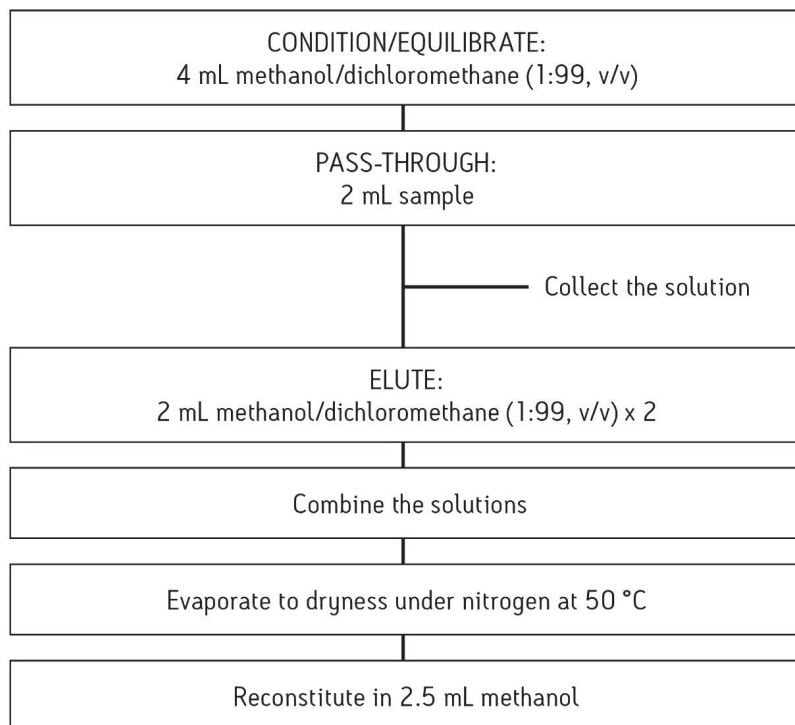 CONDITION/EQUILIBRATE:
4 mL methanol/dichloromethane (1:99, v/v)
PASS-THROUGH:
2 mL sample
Collect the solution
ELUTE:
2 mL methanol/dichloromethane (1:99, v/v) x 2
Combine the solutions
Evaporate to dryness under nitrogen at 50 °C
Reconstitute in 2.5 mL methanol